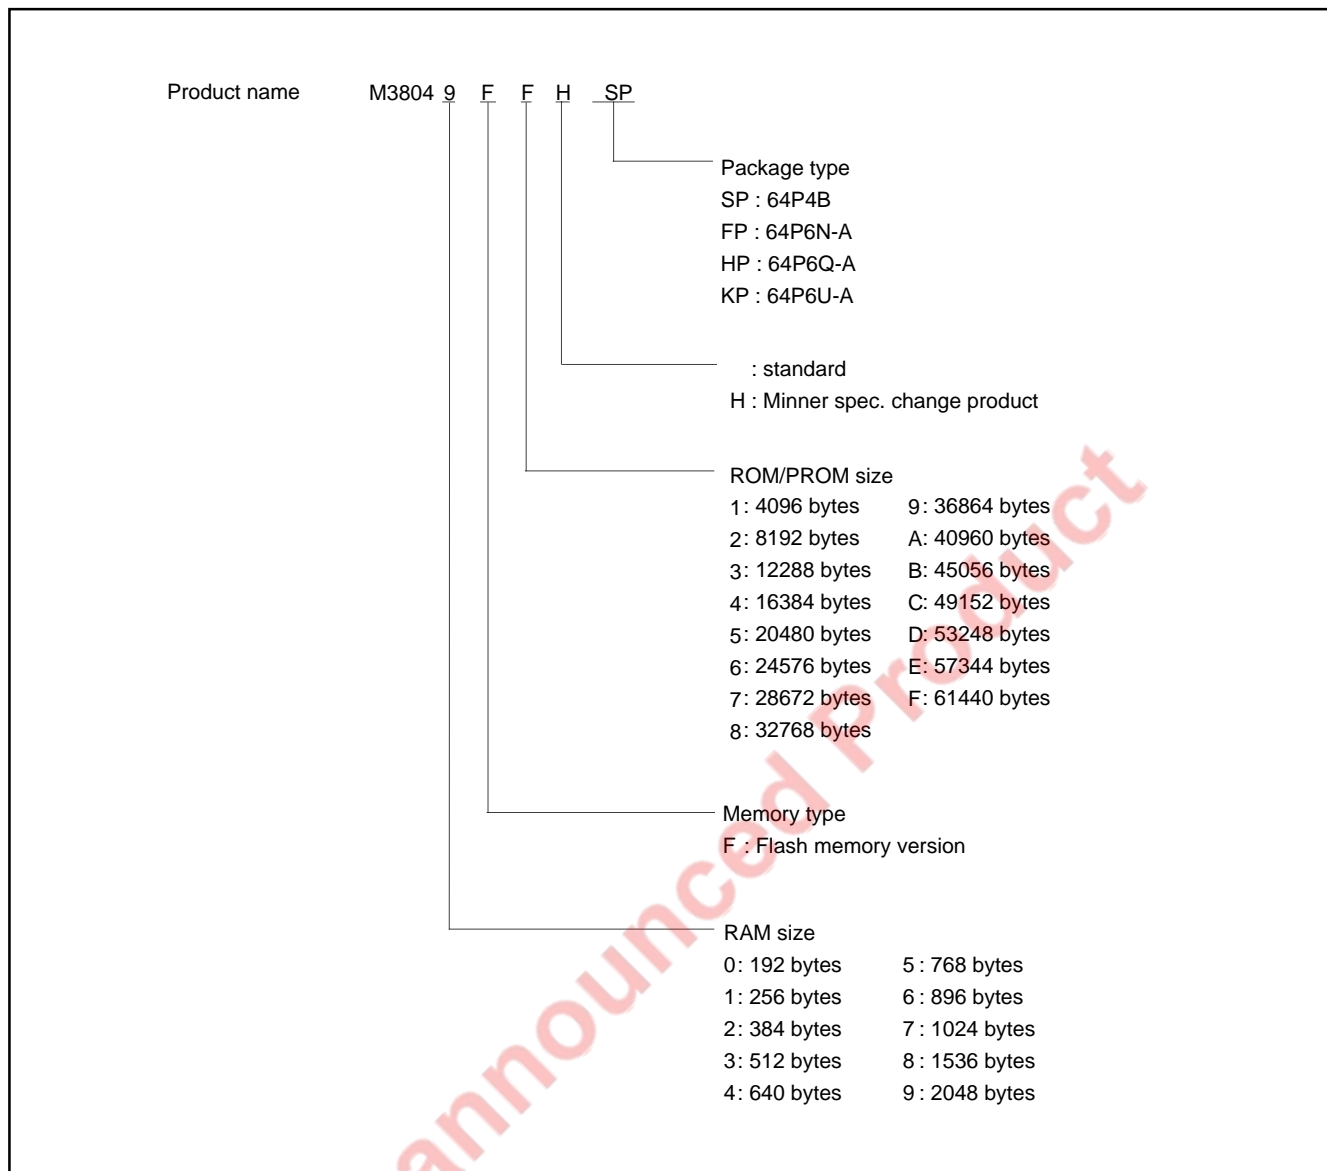 Product name M3804 9 F F H SP
Package type
SP : 64P4B
FP : 64P6N-A
HP : 64P6Q-A
KP : 64P6U-A
: standard
H : Minner spec. change product
ROM/PROM size
1: 4096 bytes 9: 36864 bytes
2: 8192 bytes A: 40960 bytes
3: 12288 bytes B: 45056 bytes
4: 16384 bytes C: 49152 bytes
5: 20480 bytes D: 53248 bytes
6: 24576 bytes E: 57344 bytes
7: 28672 bytes F: 61440 bytes
8: 32768 bytes
Memory type
F : Flash memory version
RAM size
0: 192 bytes 5 : 768 bytes
1: 256 bytes 6 : 896 bytes
2: 384 bytes 7 : 1024 bytes
3: 512 bytes 8 : 1536 bytes
4: 640 bytes 9 : 2048 bytes
announced Product